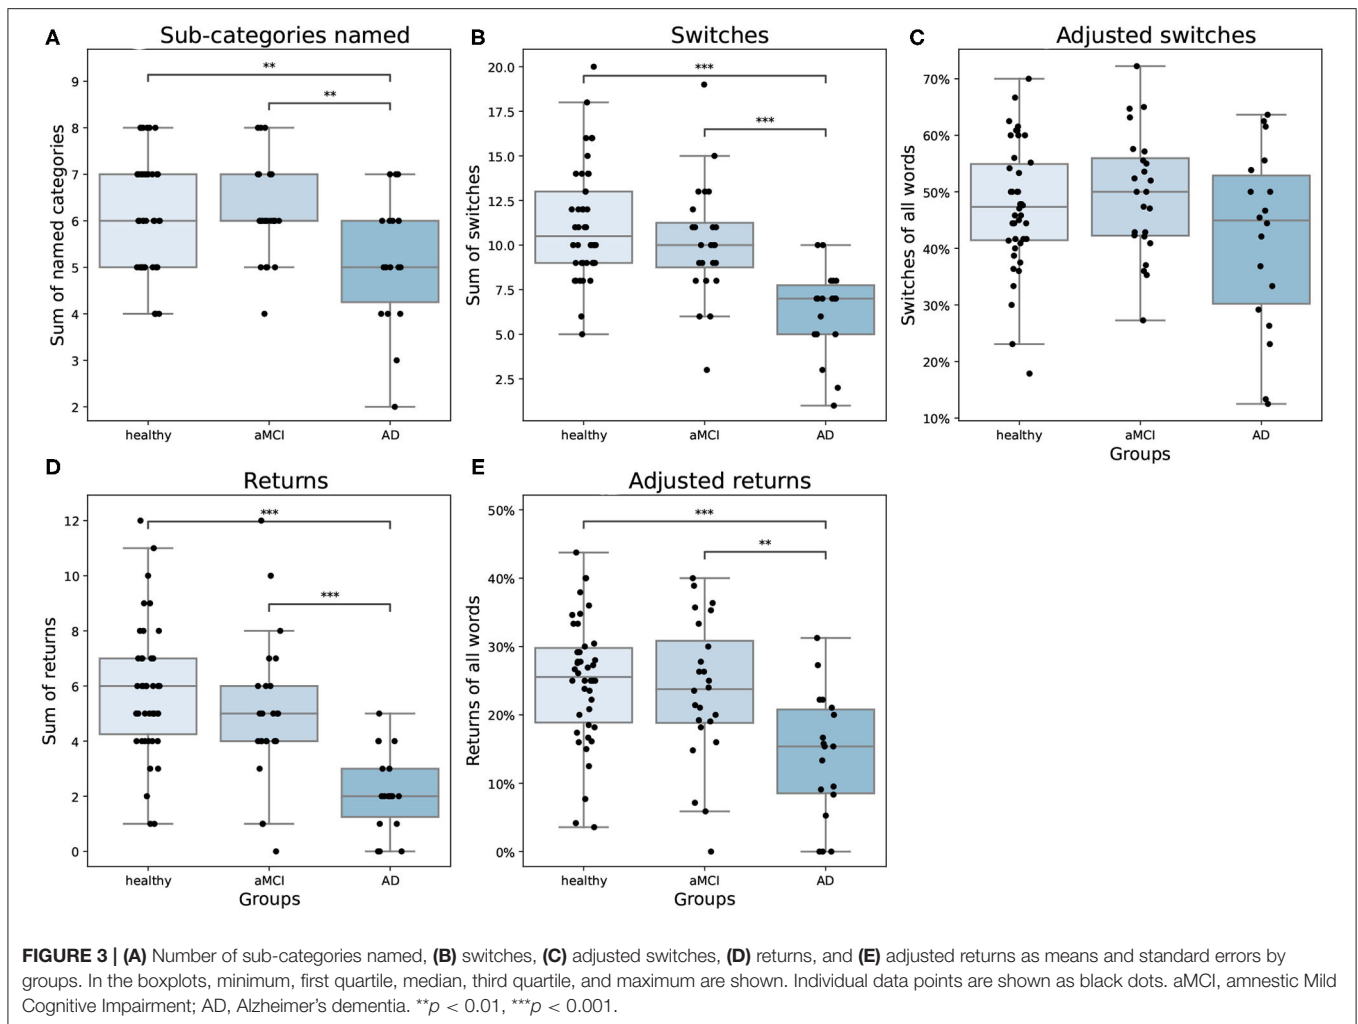 A Sub-categories named
**
**
Sum of named categories
9
8
7
6
5
4
3
2
healthy aMCI AD
B Switches
***
***
Sum of switches
20.0
17.5
15.0
12.5
10.0
7.5
5.0
2.5
healthy aMCI AD
C Adjusted switches
Switches of all words
70%
60%
50%
40%
30%
20%
10%
healthy aMCI AD
Groups
D Returns
***
***
Sum of returns
12
10
8
6
4
2
0
healthy aMCI AD
Groups
E Adjusted returns
***
**
Returns of all words
50%
40%
30%
20%
10%
0%
healthy aMCI AD
Groups
FIGURE 3 | (A) Number of sub-categories named, (B) switches, (C) adjusted switches, (D) returns, and (E) adjusted returns as means and standard errors by
groups. In the boxplots, minimum, first quartile, median, third quartile, and maximum are shown. Individual data points are shown as black dots. aMCI, amnestic Mild
Cognitive Impairment; AD, Alzheimer's dementia. **p < 0.01, ***p < 0.001.